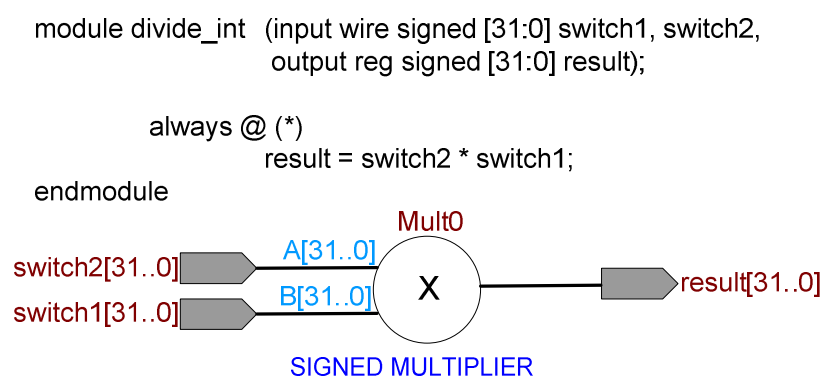 module divide_int (input wire signed [31:0] switch1, switch2,
output reg signed [31:0] result);
always @ (*)
result = switch2 * switch1;
endmodule
Mult0
switch2[31..0]
A[31..0]
switch1[31..0]
B[31..0]
X
result[31..0]
SIGNED MULTIPLIER